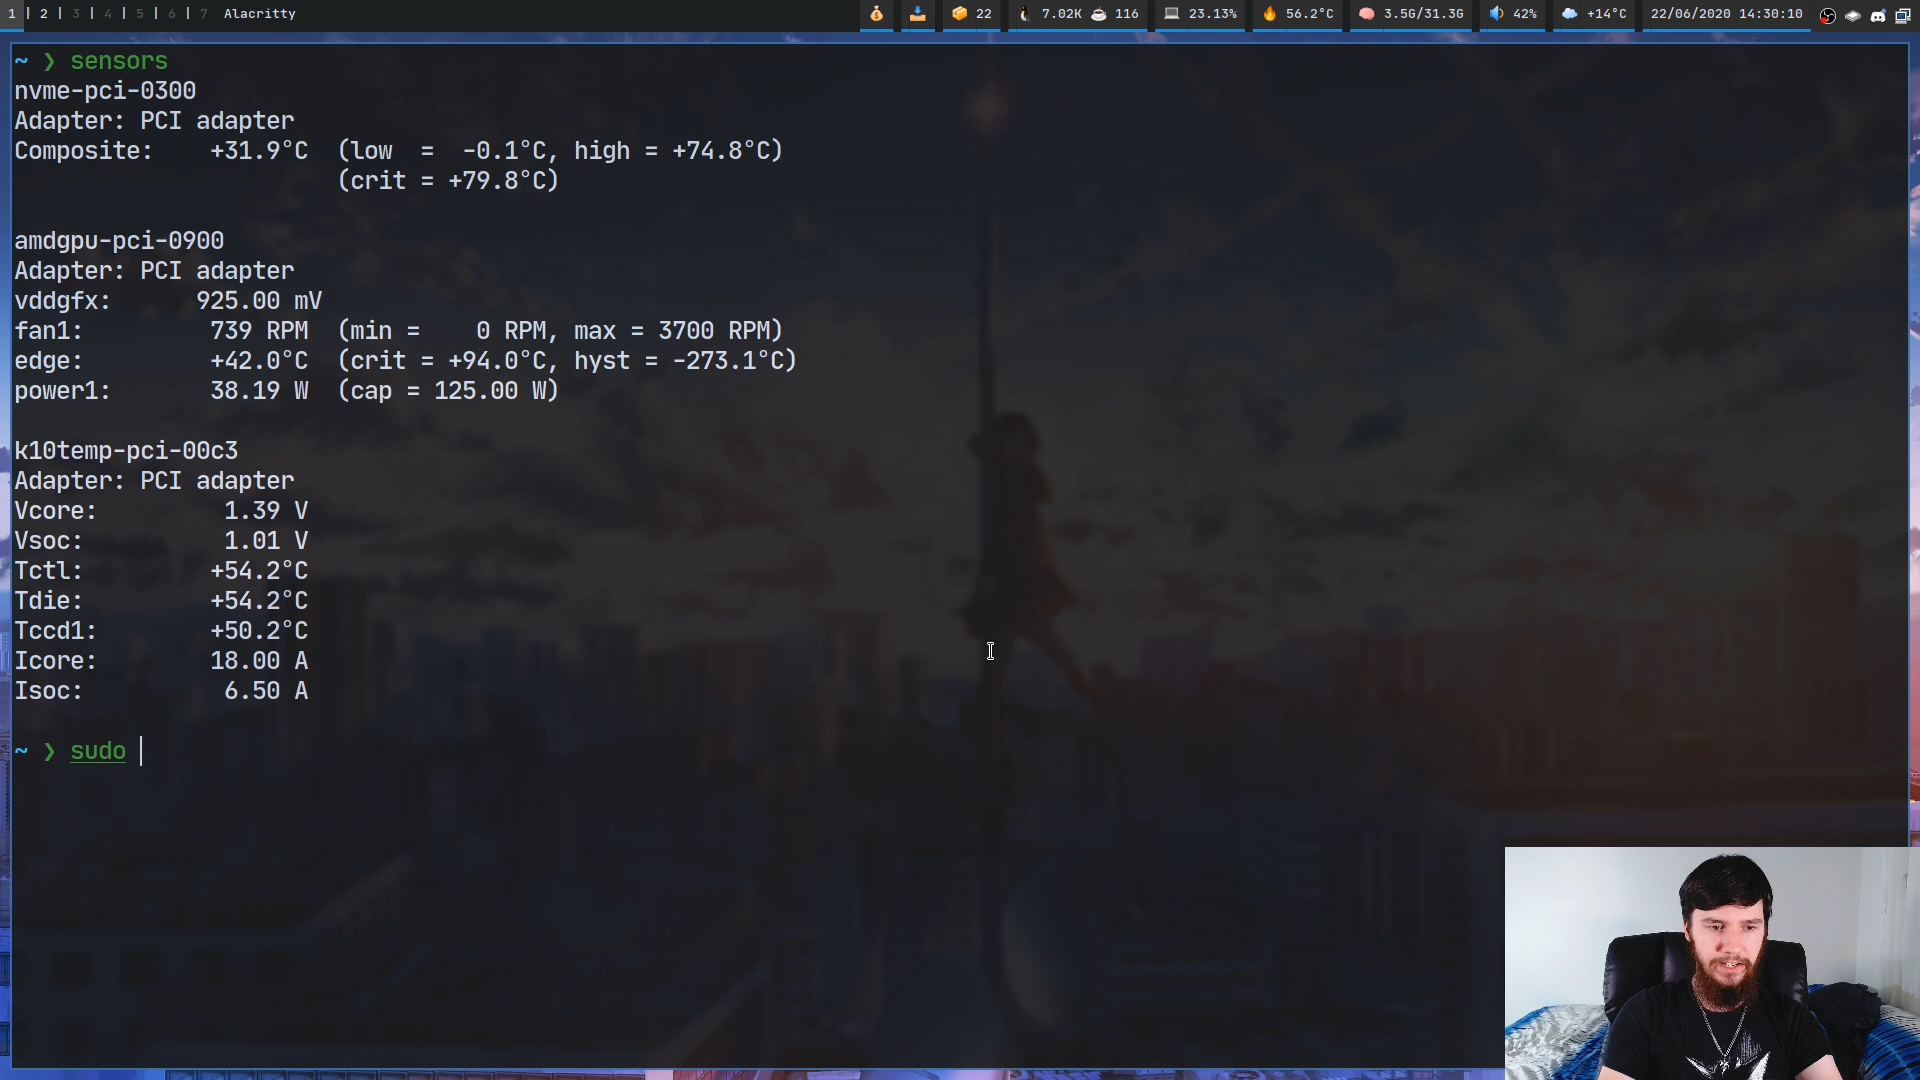 1 | 2 | 3 | 4 | 5 | 6 | 7 Alacritty 22 7.02K 116 23.13% 56.2°C 3.5G/31.3G 42% +14°C 22/06/2020 14:30:10
~ ❯ sensors
nvme-pci-0300
Adapter: PCI adapter
Composite: +31.9°C (low = -0.1°C, high = +74.8°C)
(crit = +79.8°C)
amdgpu-pci-0900
Adapter: PCI adapter
vddgfx: 925.00 mV
fan1: 739 RPM (min = 0 RPM, max = 3700 RPM)
edge: +42.0°C (crit = +94.0°C, hyst = -273.1°C)
power1: 38.19 W (cap = 125.00 W)
k10temp-pci-00c3
Adapter: PCI adapter
Vcore: 1.39 V
Vsoc: 1.01 V
Tctl: +54.2°C
Tdie: +54.2°C
Tccd1: +50.2°C
Icore: 18.00 A
Isoc: 6.50 A
~ ❯ sudo